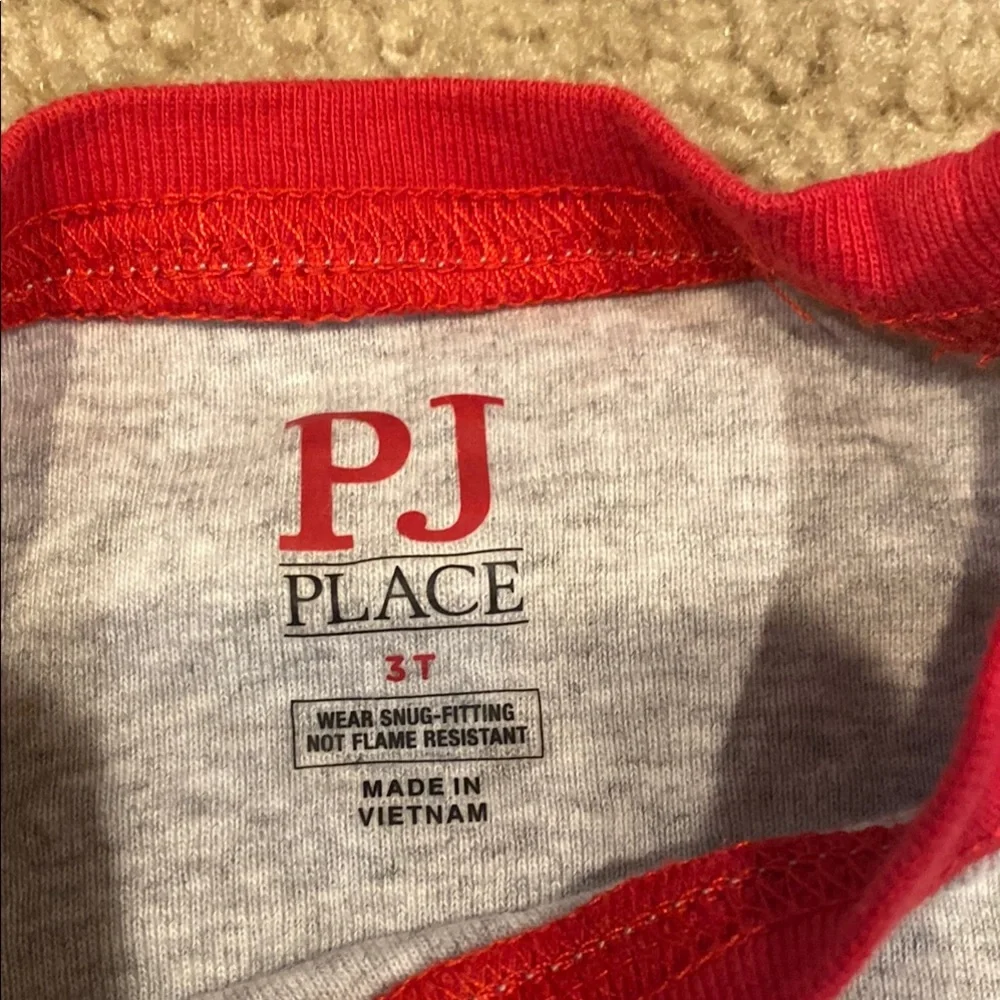 PJ
PLACE
3T
WEAR SNUG-FITTING
NOT FLAME RESISTANT
MADE IN
VIETNAM